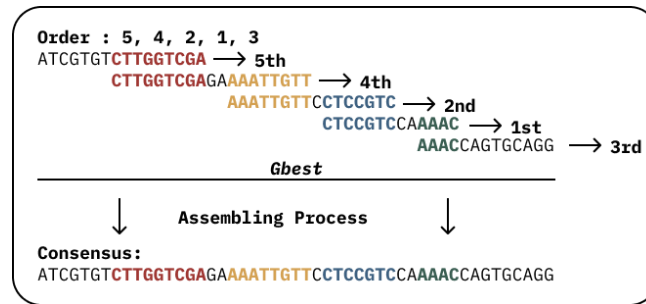 Order : 5, 4, 2, 1, 3
ATCGTGTCTTGGTCGA → 5th
CTTGGTCGAGAAAATTGTT → 4th
AAATTGTTCCTCCGTC → 2nd
CTCCGTCCAAAAC → 1st
AAACCAGTGCAGG → 3rd
Gbest
Assembling Process
Consensus:
ATCGTGTCTTGGTCGAGAAAATTGTTCCTCCGTCCAAAACCAGTGCAGG